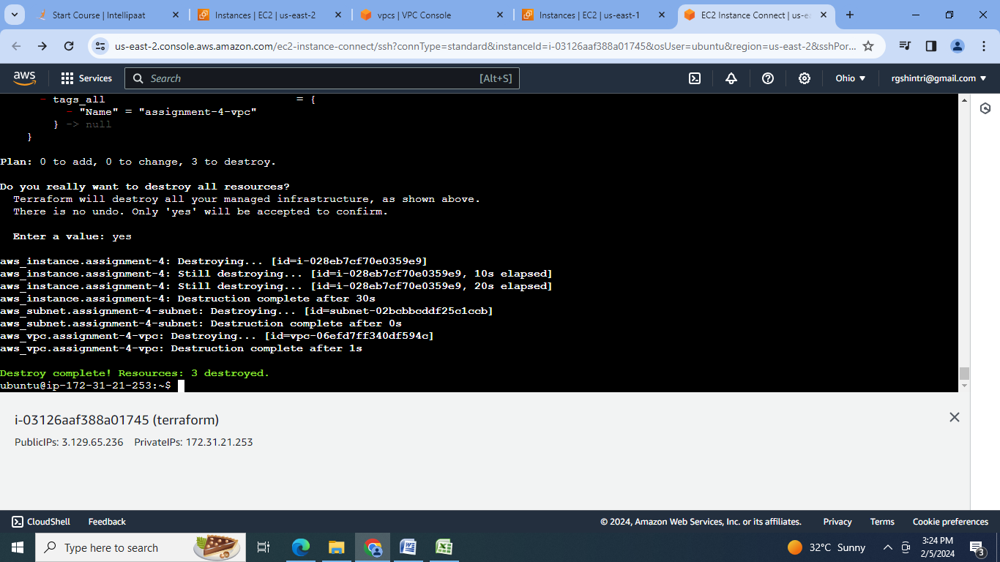 Start Course | Intellipaat
Instances | EC2 | us-east-2
vpcs | VPC Console
Instances | EC2 | us-east-1
EC2 Instance Connect | us-ea
us-east-2.console.aws.amazon.com/ec2-instance-connect/ssh?connType=standard&instanceId=i-03126aaf388a01745&osUser=ubuntu&region=us-east-2&sshPor...
aws
Services
Search
[Alt+S]
Ohio
rgshintri@gmail.com
- tags_all = {
- "Name" = "assignment-4-vpc"
} -> null
}
Plan: 0 to add, 0 to change, 3 to destroy.
Do you really want to destroy all resources?
Terraform will destroy all your managed infrastructure, as shown above.
There is no undo. Only 'yes' will be accepted to confirm.
Enter a value: yes
aws_instance.assignment-4: Destroying... [id=i-028eb7cf70e0359e9]
aws_instance.assignment-4: Still destroying... [id=i-028eb7cf70e0359e9, 10s elapsed]
aws_instance.assignment-4: Still destroying... [id=i-028eb7cf70e0359e9, 20s elapsed]
aws_instance.assignment-4: Destruction complete after 30s
aws_subnet.assignment-4-subnet: Destroying... [id=subnet-02bcbbcddf25c1ccb]
aws_subnet.assignment-4-subnet: Destruction complete after 0s
aws_vpc.assignment-4-vpc: Destroying... [id=vpc-06efd7ff340df594c]
aws_vpc.assignment-4-vpc: Destruction complete after 1s
Destroy complete! Resources: 3 destroyed.
ubuntu@ip-172-31-21-253:~$
i-03126aaf388a01745 (terraform)
PublicIPs: 3.129.65.236 PrivateIPs: 172.31.21.253
CloudShell
Feedback
© 2024, Amazon Web Services, Inc. or its affiliates.
Privacy
Terms
Cookie preferences
Type here to search
32°C Sunny
3:24 PM
2/5/2024
3